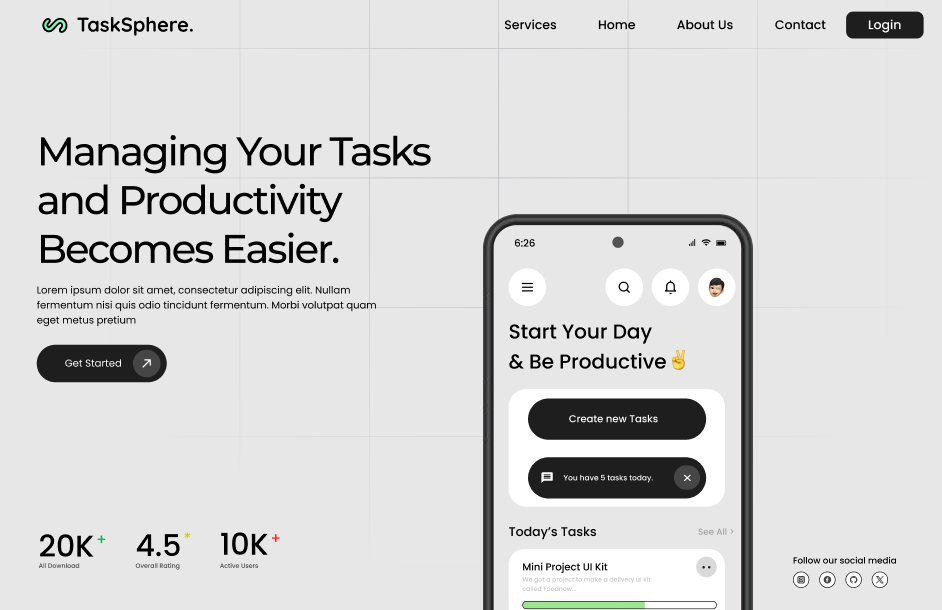 TaskSphere.
Services Home About Us Contact Login
Managing Your Tasks
and Productivity
Becomes Easier.
Lorem ipsum dolor sit amet, consectetur adipiscing elit. Nullam
fermentum nisi quis odio tincidunt fermentum. Morbi volutpat quam
eget metus pretium
Get Started
20K+
All Download
4.5*
Overall Rating
10K+
Active Users
6:26
Start Your Day
& Be Productive✌️
Create new Tasks
You have 5 tasks today.
Today’s Tasks
See All >
Mini Project UI Kit
We got a project to make a delivery ui kit
called Foodnow...
Follow our social media